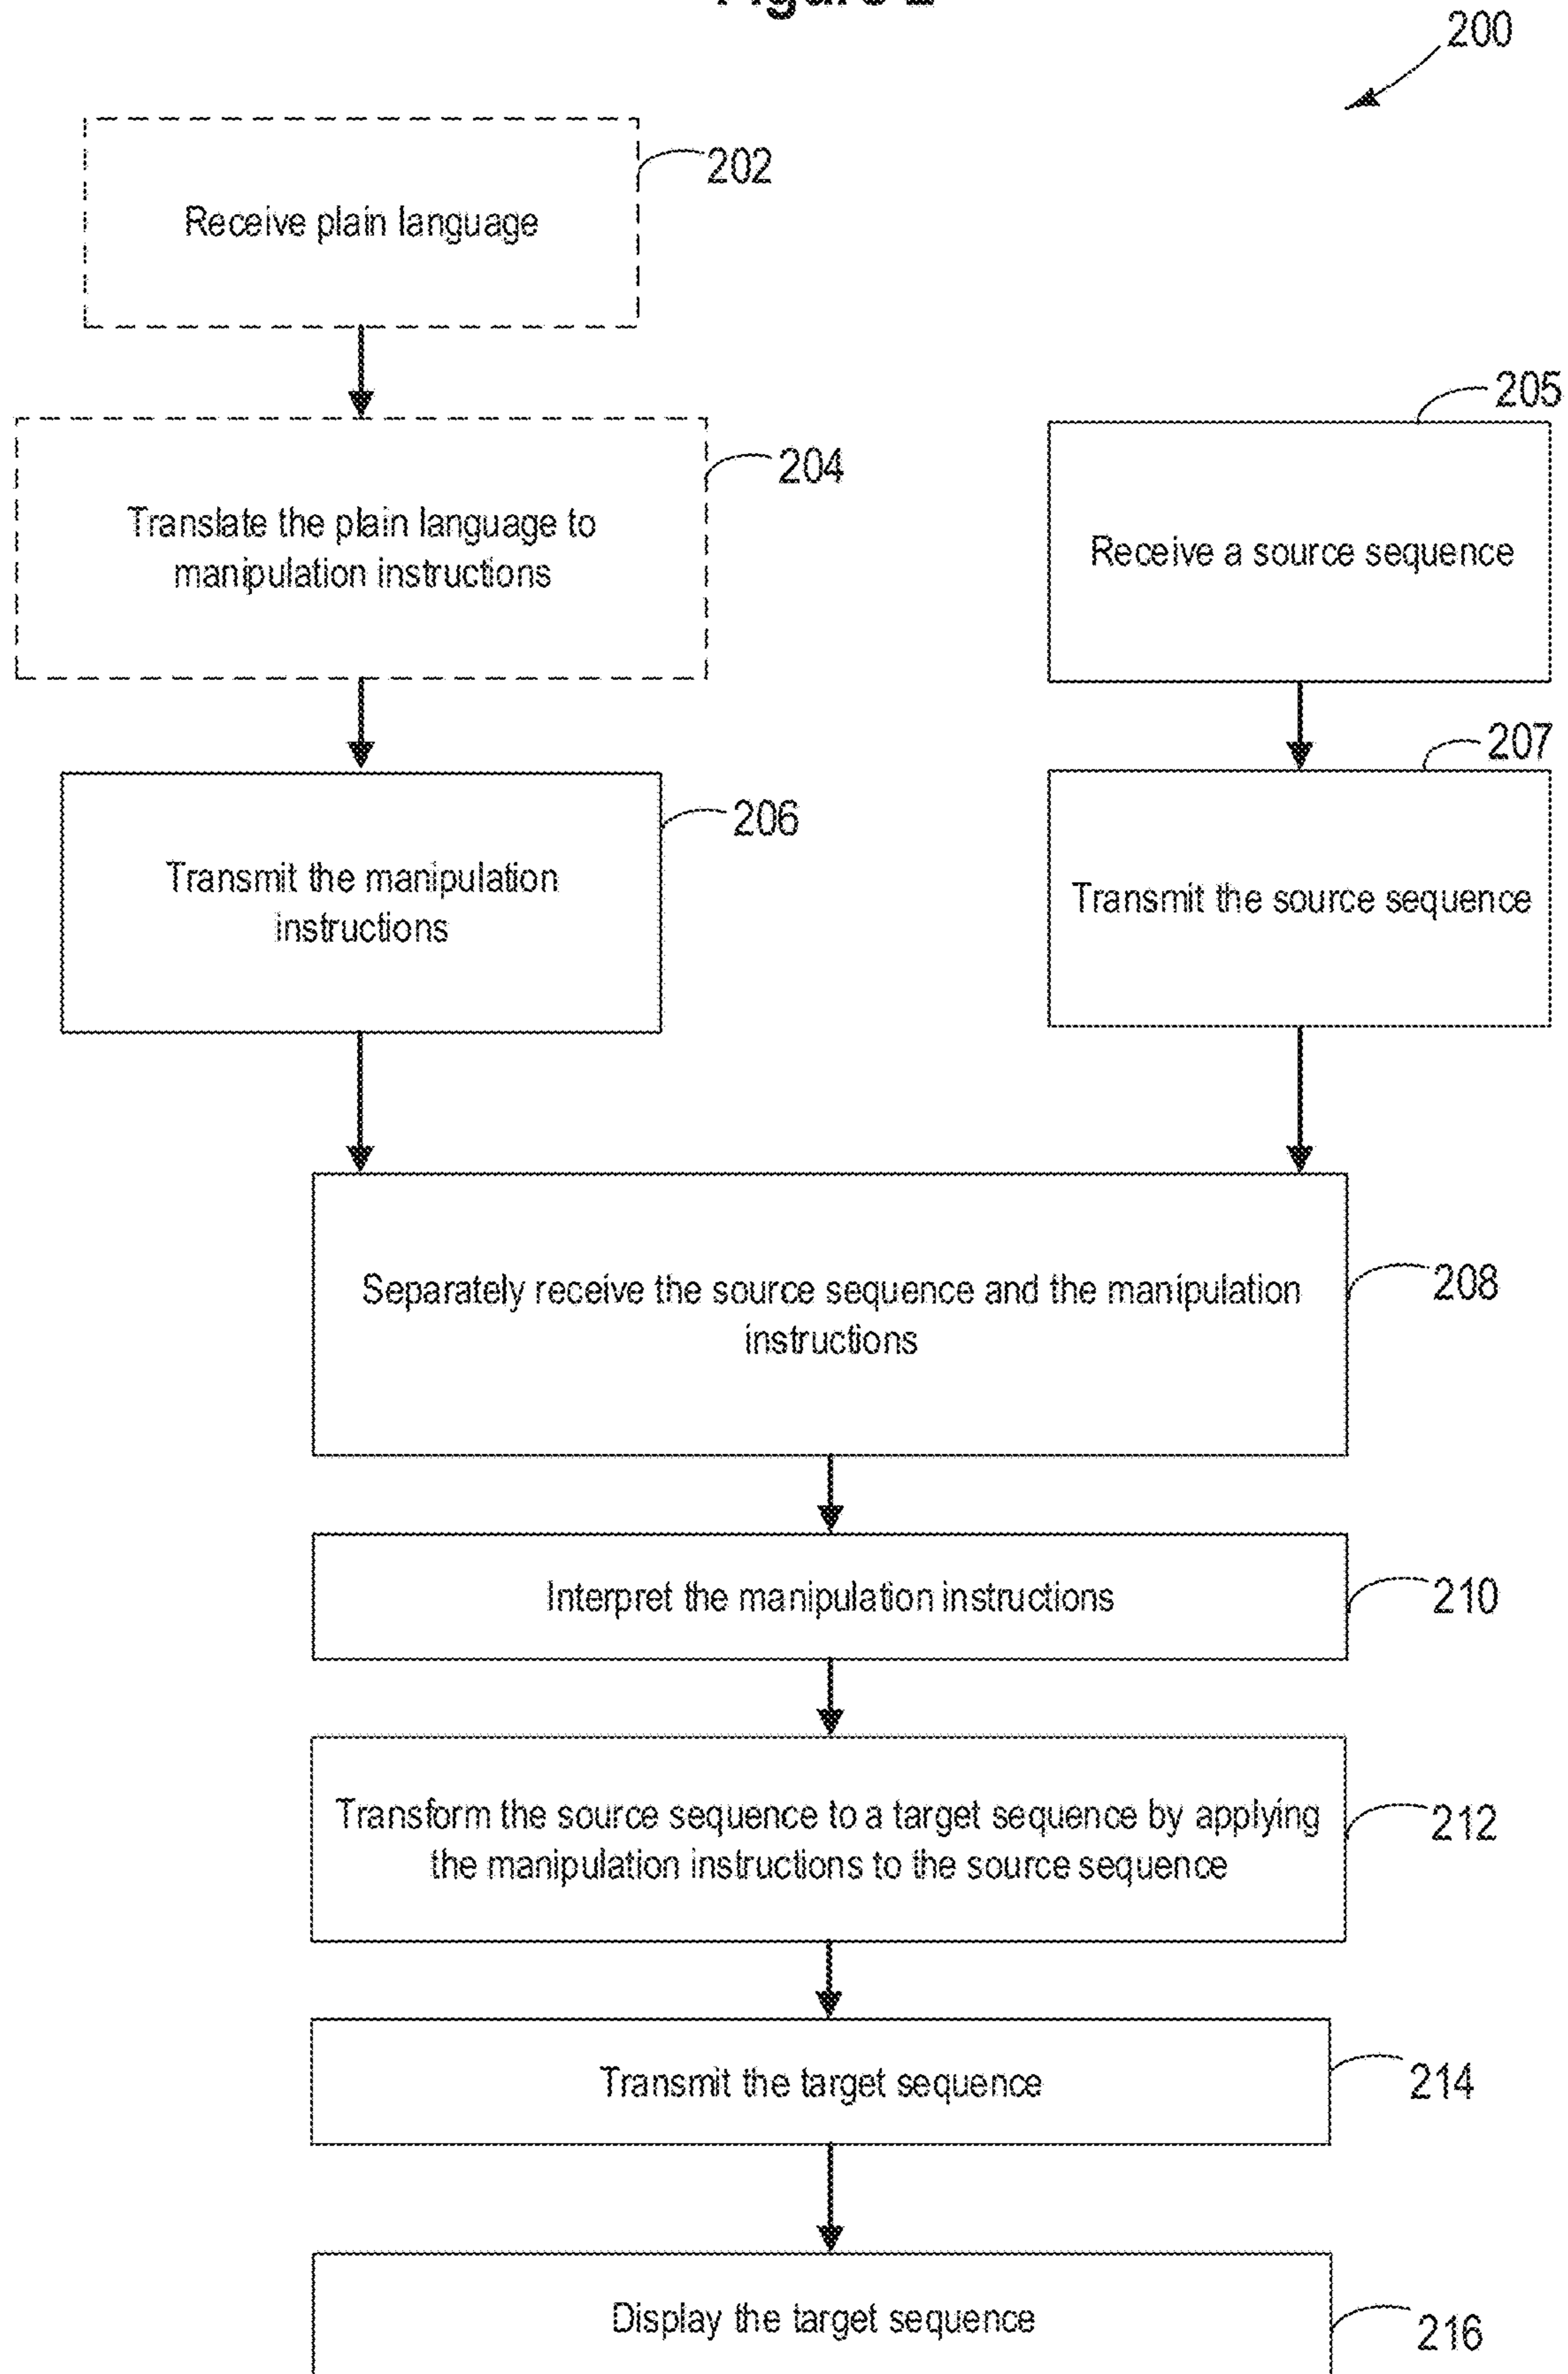 200
202
Receive plain language
204
Translate the plain language to
manipulation instructions
205
Receive a source sequence
206
Transmit the manipulation
instructions
207
Transmit the source sequence
208
Separately receive the source sequence and the manipulation
instructions
210
Interpret the manipulation instructions
212
Transform the source sequence to a target sequence by applying
the manipulation instructions to the source sequence
214
Transmit the target sequence
216
Display the target sequence